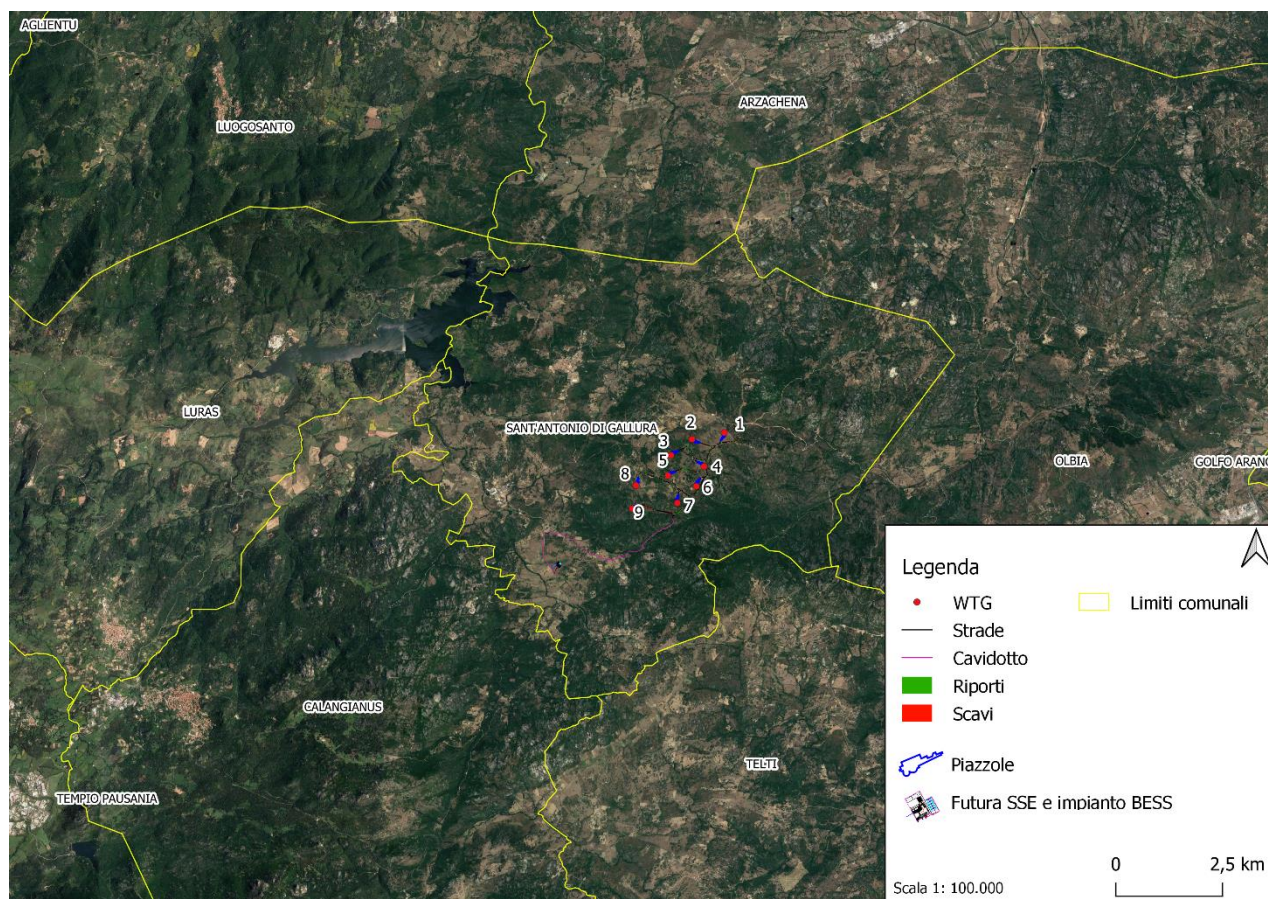 AGLIENTU
ARZACHENA
LUOGOSANTO
LURAS
SANT'ANTONIO DI GALLURA
2
1
3
5
4
8
6
9
7
OLBIA
GOLFO ARANC
CALANGIANUS
TELTI
TEMPIO PAUSANIA
Legenda
WTG
Limiti comunali
Strade
Cavidotto
Riporti
Scavi
Piazzole
Futura SSE e impianto BESS
0 2,5 km
Scala 1: 100.000